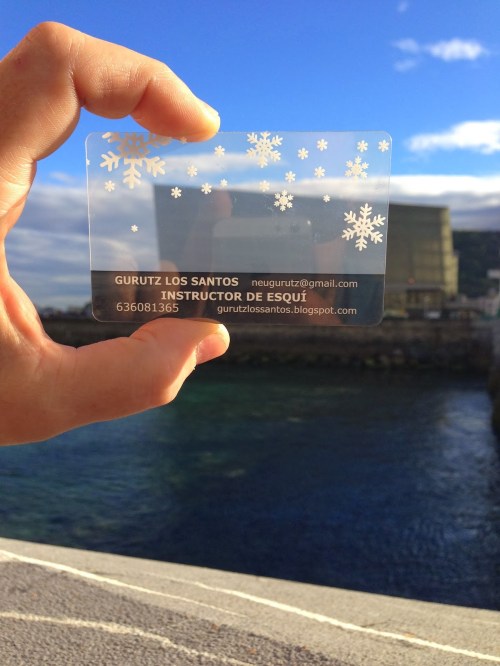 GURUTZ LOS SANTOS neugurutz@gmail.com
INSTRUCTOR DE ESQUÍ
636081365 gurutzlossantos.blogspot.com